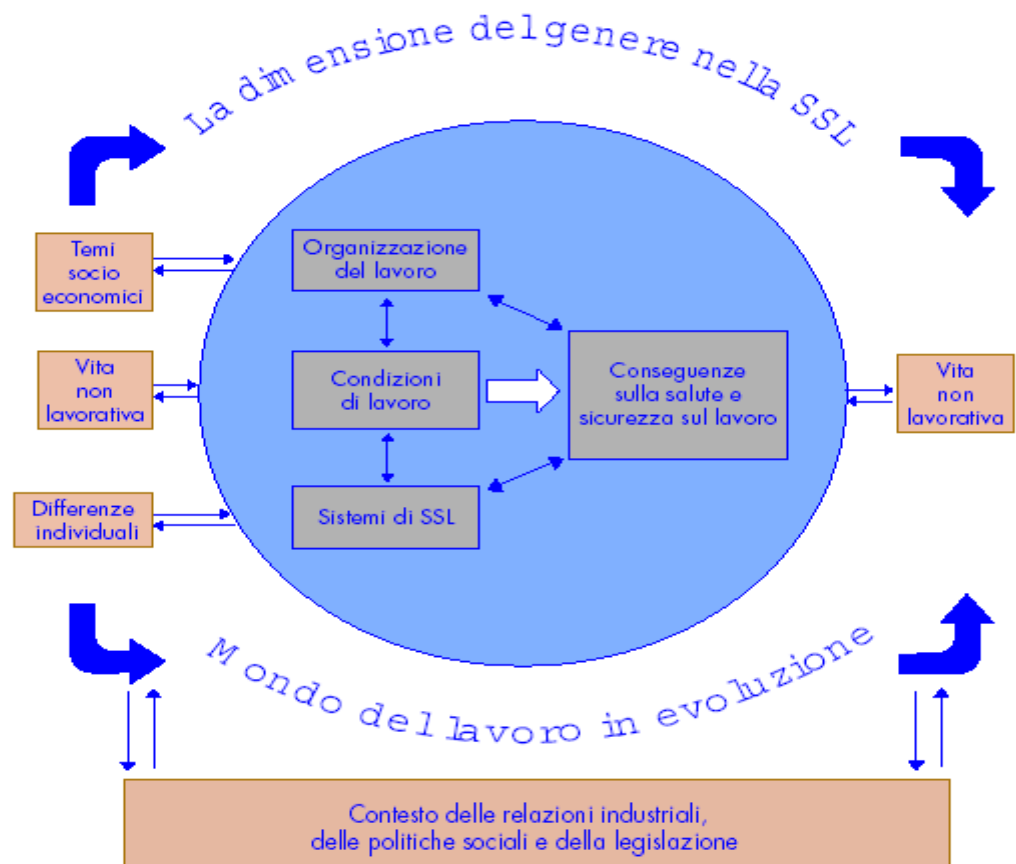 La dimensione del genere nella SSL
Temi
socio
economici
Organizzazione
del lavoro
Vita
non
lavorativa
Condizioni
di lavoro
Conseguenze
sulla salute e
sicurezza sul lavoro
Vita
non
lavorativa
Differenze
individuali
Sistemi di SSL
Mondo del lavoro in evoluzione
Contesto delle relazioni industriali,
delle politiche sociali e della legislazione